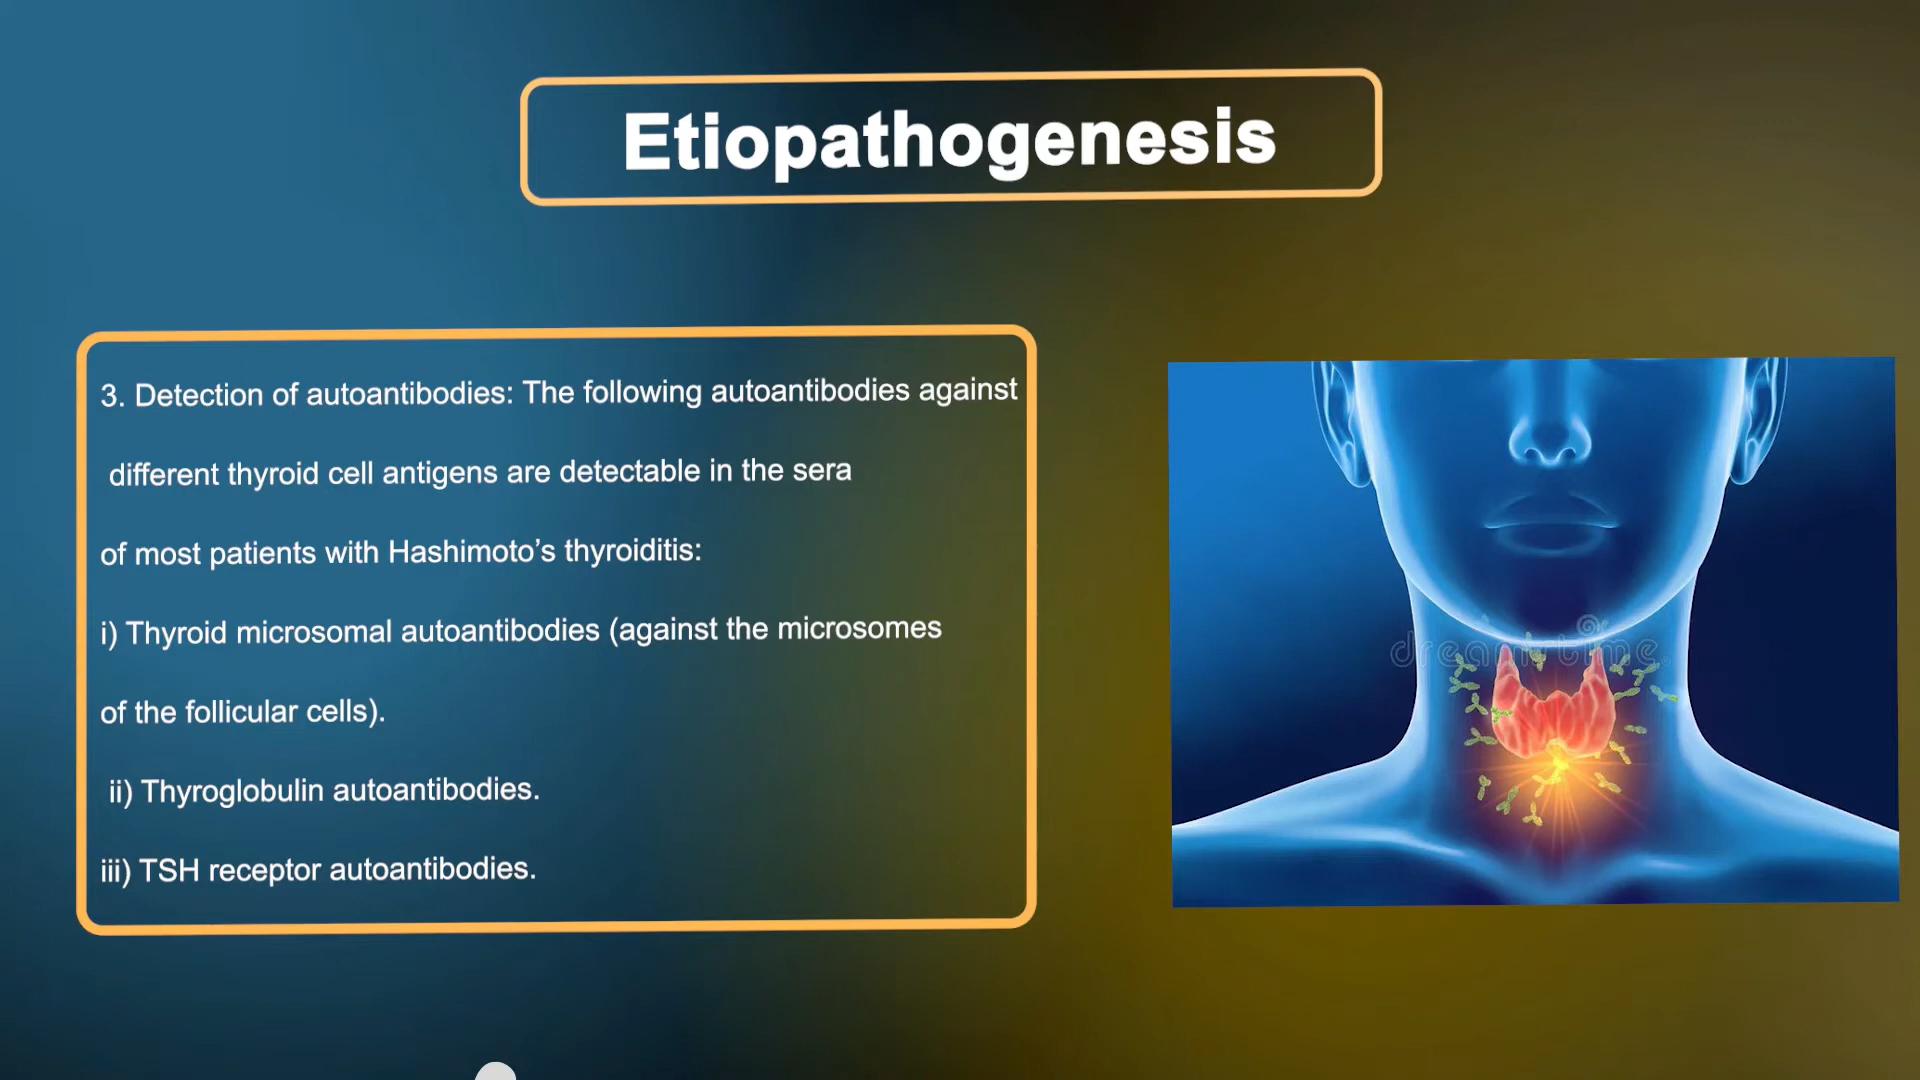 Etiopathogenesis
3. Detection of autoantibodies: The following autoantibodies against
different thyroid cell antigens are detectable in the sera
of most patients with Hashimoto’s thyroiditis:
i) Thyroid microsomal autoantibodies (against the microsomes
of the follicular cells).
ii) Thyroglobulin autoantibodies.
iii) TSH receptor autoantibodies.
dreamstime.